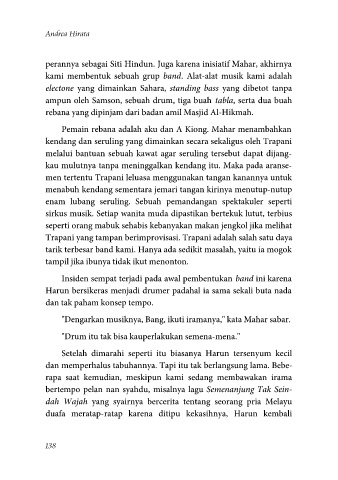 Andrea Hirata
perannya sebagai Siti Hindun. Juga karena inisiatif Mahar, akhirnya
kami membentuk sebuah grup band. Alat-alat musik kami adalah
electone yang dimainkan Sahara, standing bass yang dibetot tanpa
ampun oleh Samson, sebuah drum, tiga buah tabla, serta dua buah
rebana yang dipinjam dari badan amil Masjid Al-Hikmah.
Pemain rebana adalah aku dan A Kiong. Mahar menambahkan
kendang dan seruling yang dimainkan secara sekaligus oleh Trapani
melalui bantuan sebuah kawat agar seruling tersebut dapat dijang-
kau mulutnya tanpa meninggalkan kendang itu. Maka pada aranse-
men tertentu Trapani leluasa menggunakan tangan kanannya untuk
menabuh kendang sementara jemari tangan kirinya menutup-nutup
enam lubang seruling. Sebuah pemandangan spektakuler seperti
sirkus musik. Setiap wanita muda dipastikan bertekuk lutut, terbius
seperti orang mabuk sehabis kebanyakan makan jengkol jika melihat
Trapani yang tampan berimprovisasi. Trapani adalah salah satu daya
tarik terbesar band kami. Hanya ada sedikit masalah, yaitu ia mogok
tampil jika ibunya tidak ikut menonton.
Insiden sempat terjadi pada awal pembentukan band ini karena
Harun bersikeras menjadi drumer padahal ia sama sekali buta nada
dan tak paham konsep tempo.
"Dengarkan musiknya, Bang, ikuti iramanya," kata Mahar sabar.
"Drum itu tak bisa kauperlakukan semena-mena."
Setelah dimarahi seperti itu biasanya Harun tersenyum kecil
dan memperhalus tabuhannya. Tapi itu tak berlangsung lama. Bebe-
rapa saat kemudian, meskipun kami sedang membawakan irama
bertempo pelan nan syahdu, misalnya lagu Semenanjung Tak Sein-
dah Wajah yang syairnya bercerita tentang seorang pria Melayu
duafa meratap-ratap karena ditipu kekasihnya, Harun kembali
138